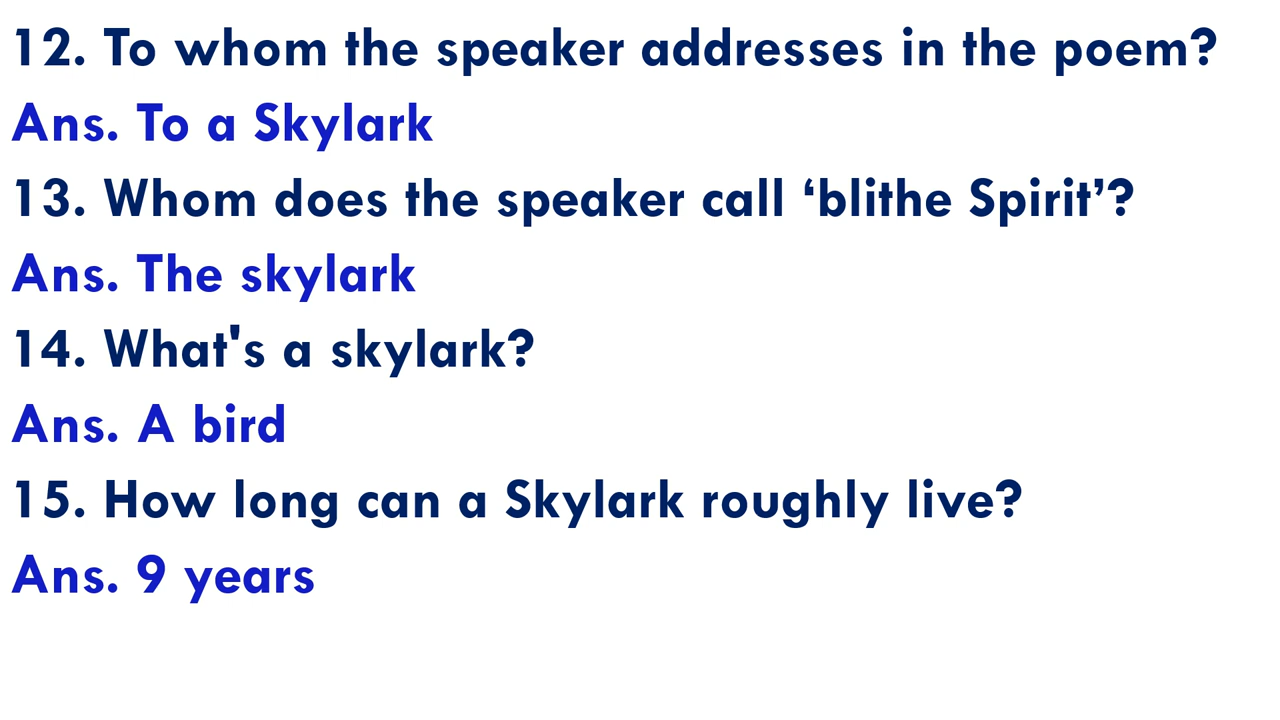 12. To whom the speaker addresses in the poem?
Ans. To a Skylark
13. Whom does the speaker call ‘blithe Spirit’?
Ans. The skylark
14. What's a skylark?
Ans. A bird
15. How long can a Skylark roughly live?
Ans. 9 years